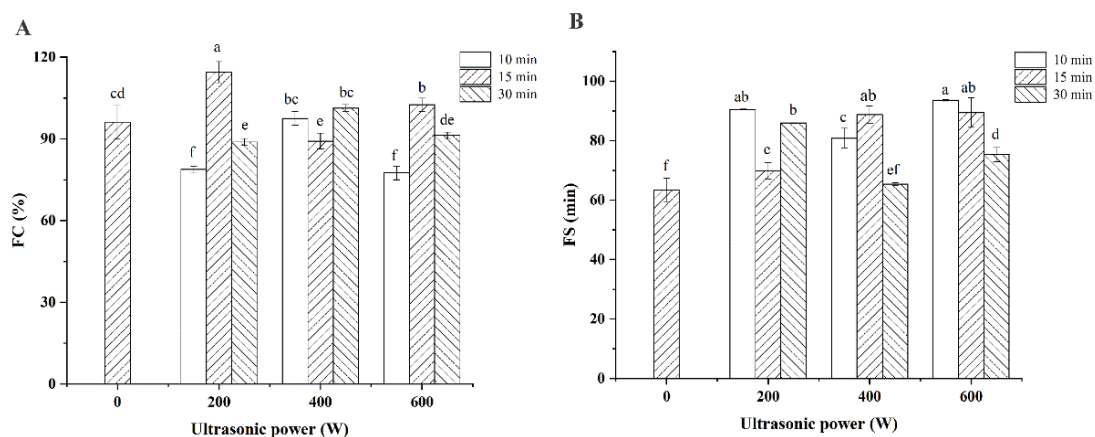 A
120
90
60
30
0
FC (%)
cd
f
a
e
bc
e
bc
f
b
de
10 min
15 min
30 min
0
200
400
600
Ultrasonic power (W)
B
100
80
60
40
20
0
FS (min)
f
ab
e
b
c
ab
ef
a
ab
d
10 min
15 min
30 min
0
200
400
600
Ultrasonic power (W)